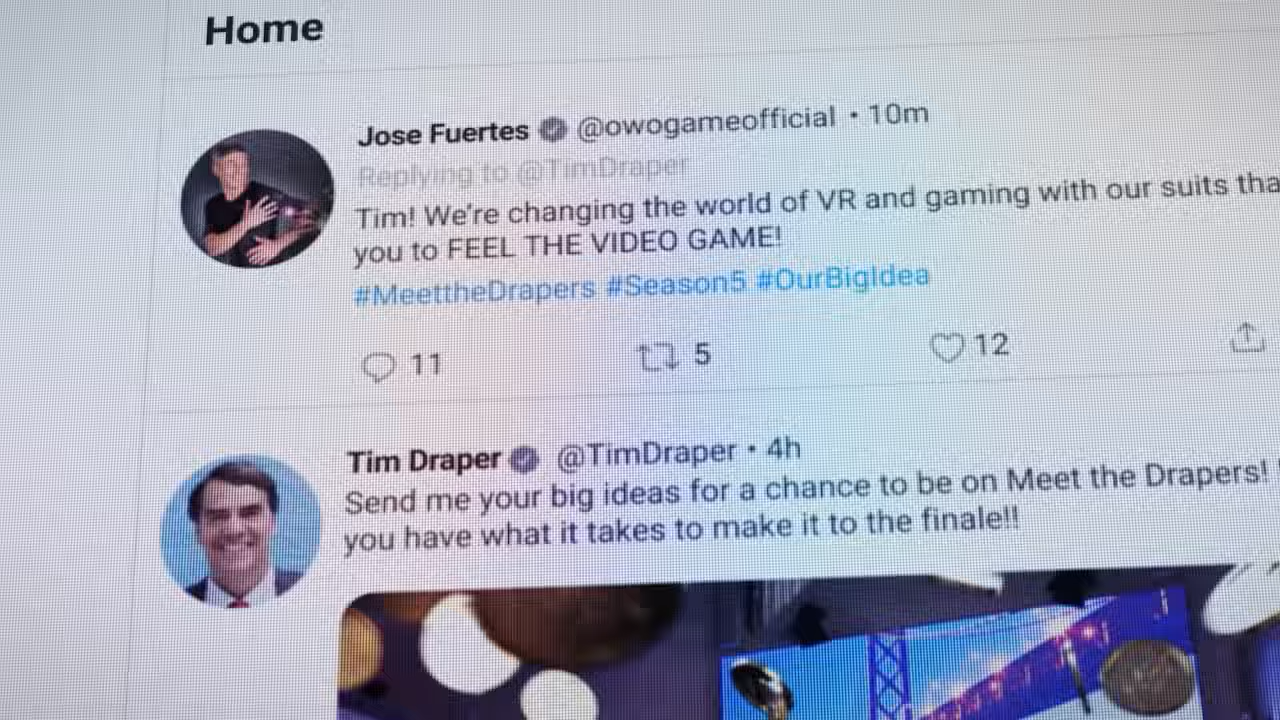 Home
Jose Fuertes @owogameofficial • 10m
Replying to @TimDraper
Tim! We're changing the world of VR and gaming with our suits tha
you to FEEL THE VIDEO GAME!
#MeettheDrapers #Season5 #OurBigIdea
11 5 12
Tim Draper @TimDraper • 4h
Send me your big ideas for a chance to be on Meet the Drapers!
you have what it takes to make it to the finale!!